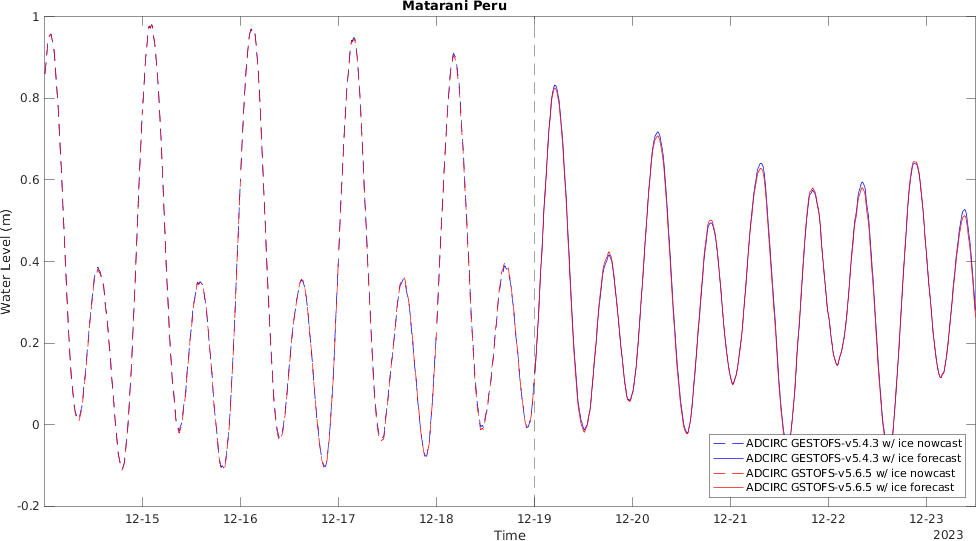 Matarani Peru
1
0.8
0.6
0.4
0.2
0
-0.2
Water Level (m)
12-15 12-16 12-17 12-18 12-19 12-20 12-21 12-22 12-23
Time
2023
ADCIRC GESTOFS-v5.4.3 w/ ice nowcast
ADCIRC GESTOFS-v5.4.3 w/ ice forecast
ADCIRC GSTOFS-v5.6.5 w/ ice nowcast
ADCIRC GSTOFS-v5.6.5 w/ ice forecast